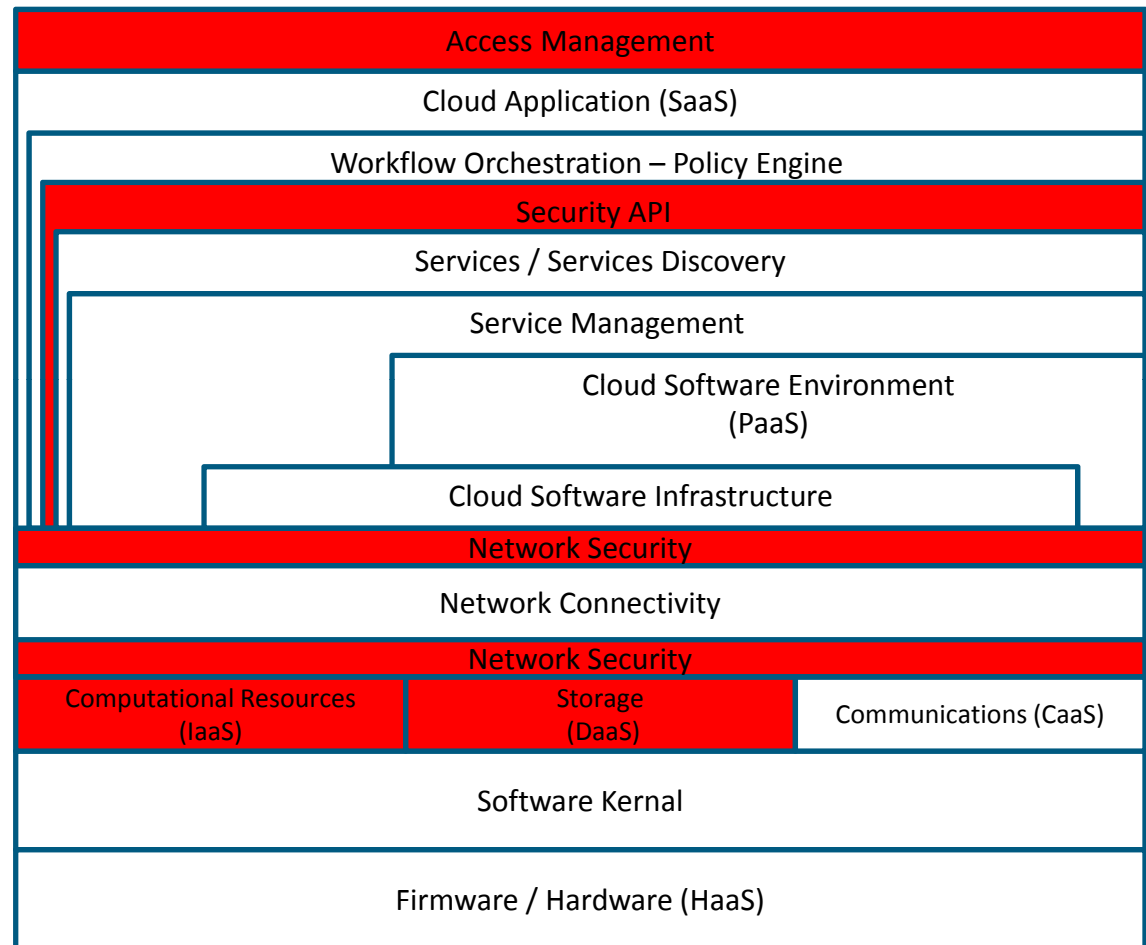 Access Management
Cloud Application (SaaS)
Workflow Orchestration – Policy Engine
Security API
Services / Services Discovery
Service Management
Cloud Software Environment
(PaaS)
Cloud Software Infrastructure
Network Security
Network Connectivity
Network Security
Computational Resources
(IaaS)
Storage
(DaaS)
Communications (CaaS)
Software Kernal
Firmware / Hardware (HaaS)